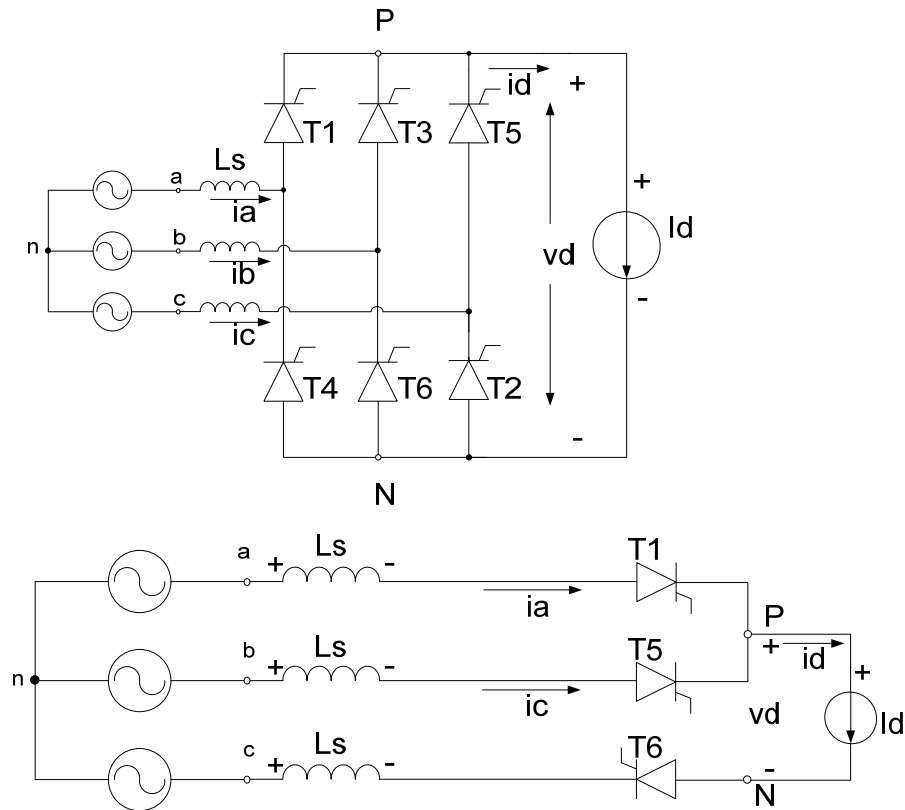 P
id
+
T1 T3 T5
Ls
a
ia
+
n b
vd Id
ib
c
-
ic
T4 T6 T2
-
N
a + Ls - T1
ia P
b + Ls - T5 + id +
n
ic vd Id
c + Ls - T6 -
N